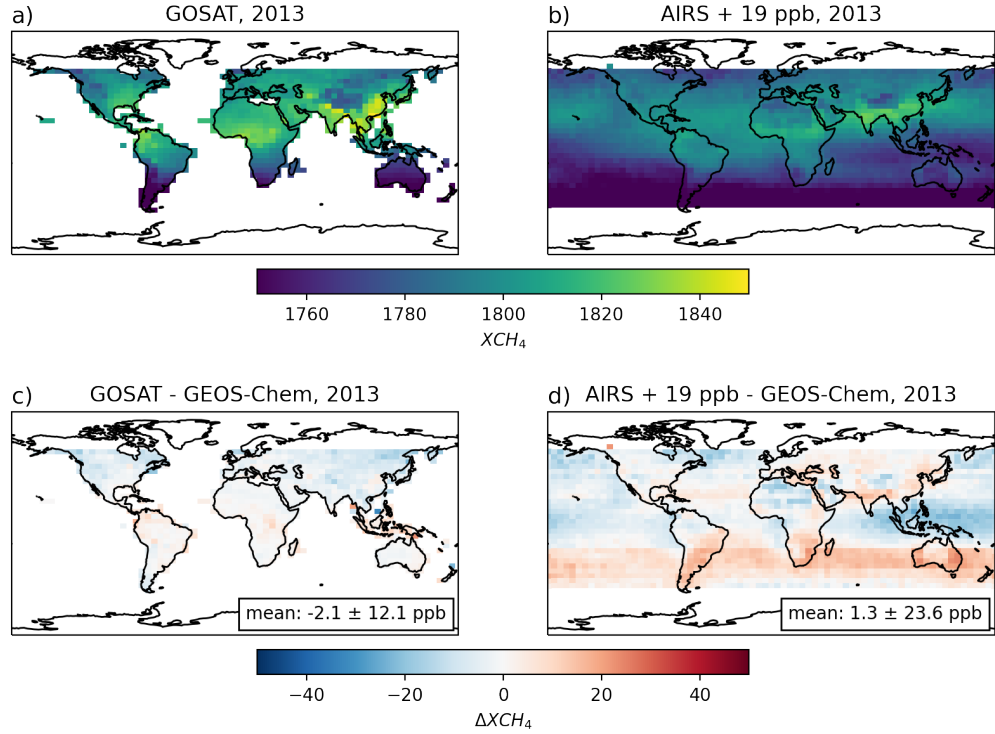 a) GOSAT, 2013
b) AIRS + 19 ppb, 2013
1760 1780 1800 1820 1840
XCH₄
c) GOSAT - GEOS-Chem, 2013
d) AIRS + 19 ppb - GEOS-Chem, 2013
mean: -2.1 ± 12.1 ppb
mean: 1.3 ± 23.6 ppb
−40 −20 0 20 40
ΔXCH₄